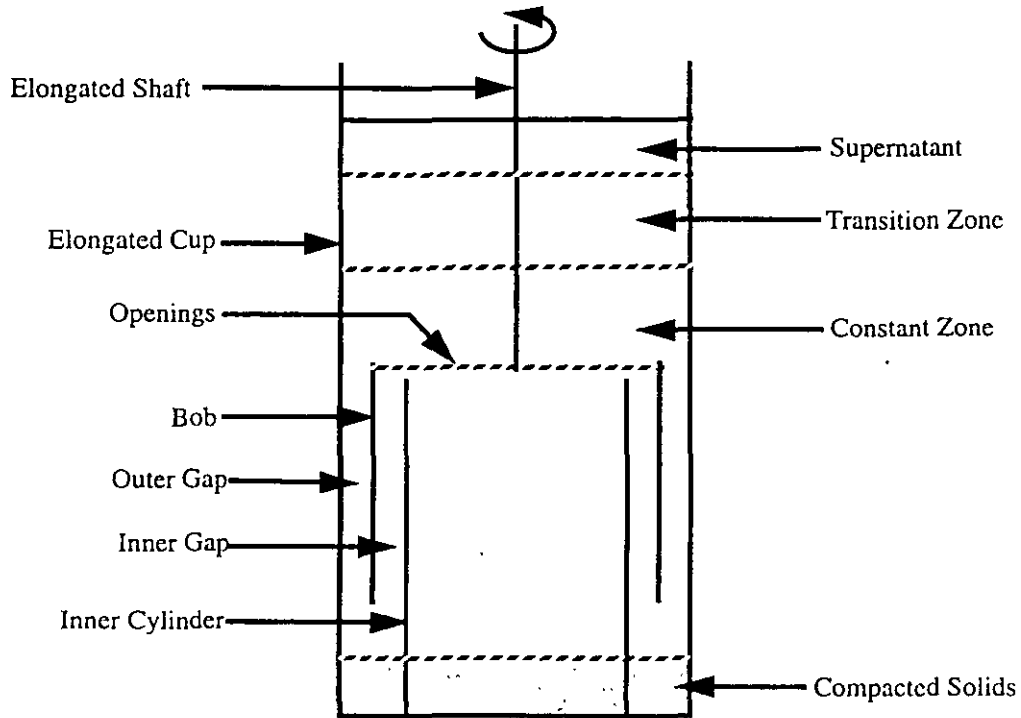 Elongated Shaft
Supernatant
Transition Zone
Elongated Cup
Openings
Constant Zone
Bob
Outer Gap
Inner Gap
Inner Cylinder
Compacted Solids